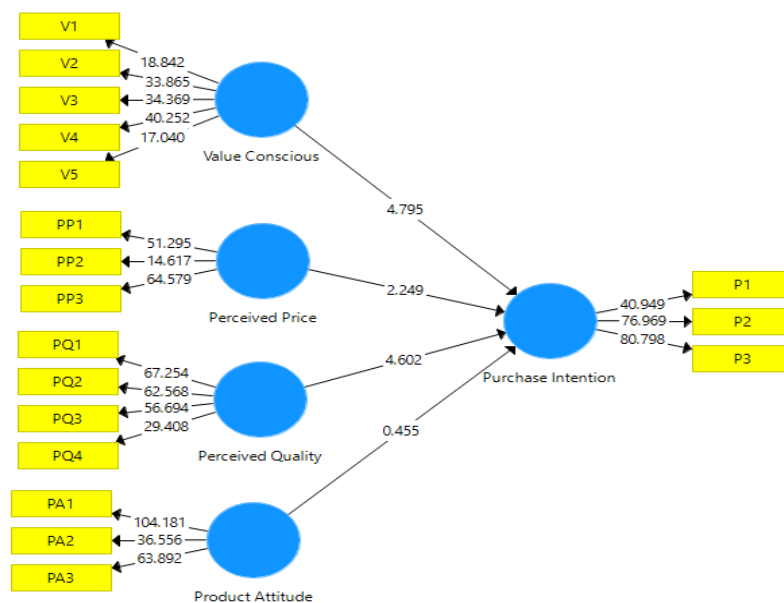 V1
V2
V3
V4
V5
18.842
33.865
34.369
40.252
17.040
Value Conscious
4.795
PP1
PP2
PP3
51.295
14.617
64.579
Perceived Price
2.249
PQ1
PQ2
PQ3
PQ4
67.254
62.568
56.694
29.408
Perceived Quality
4.602
PA1
PA2
PA3
104.181
36.556
63.892
Product Attitude
0.455
Purchase Intention
40.949
76.969
80.798
P1
P2
P3